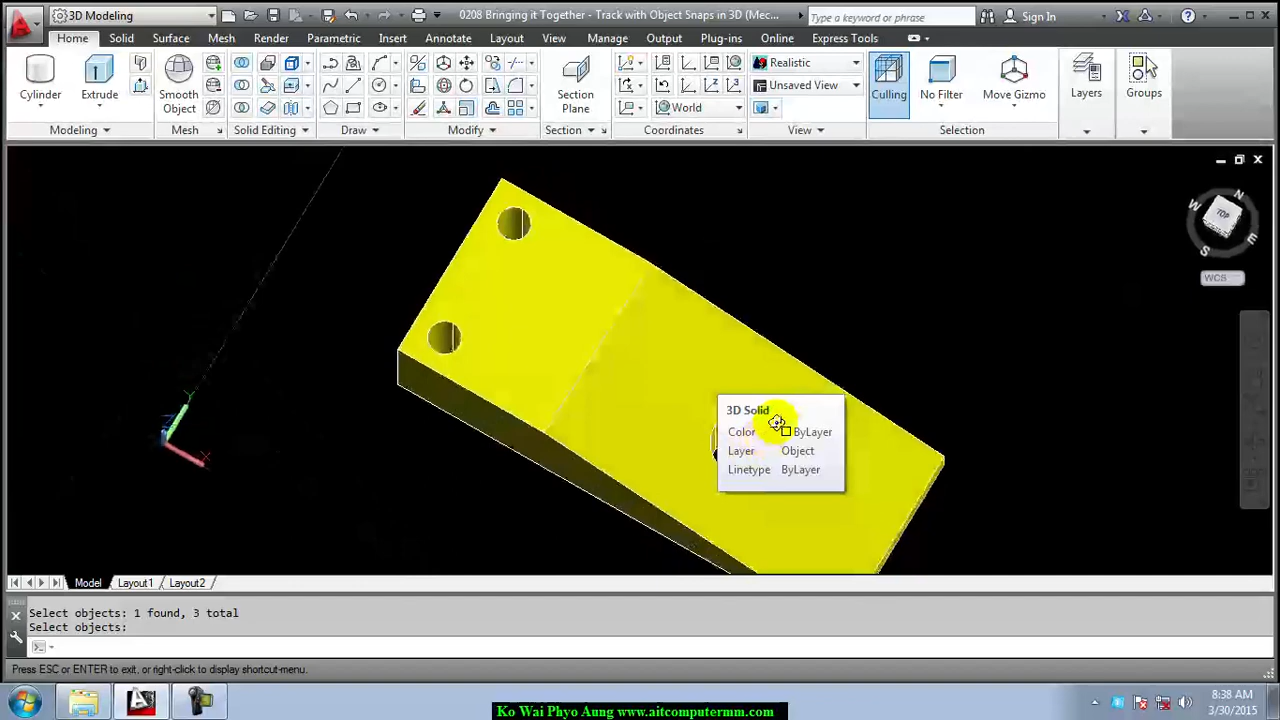 3D Modeling
0208 Bringing it Together - Track with Object Snaps in 3D (Mec...
Type a keyword or phrase
Sign In
Home
Solid
Surface
Mesh
Render
Parametric
Insert
Annotate
Layout
View
Manage
Output
Plug-ins
Online
Express Tools
Cylinder
Extrude
Smooth
Object
Section
Plane
World
Realistic
Unsaved View
Culling
No Filter
Move Gizmo
Layers
Groups
Modeling
Mesh
Solid Editing
Draw
Modify
Section
Coordinates
View
Selection
N
W
TOP
E
S
WCS
3D Solid
Color ByLayer
Layer Object
Linetype ByLayer
Y
X
Model
Layout1
Layout2
Select objects: 1 found, 3 total
Select objects:
Press ESC or ENTER to exit, or right-click to display shortcut-menu.
8:38 AM
3/30/2015
Ko Wai Phyo Aung www.aitcomputermm.com